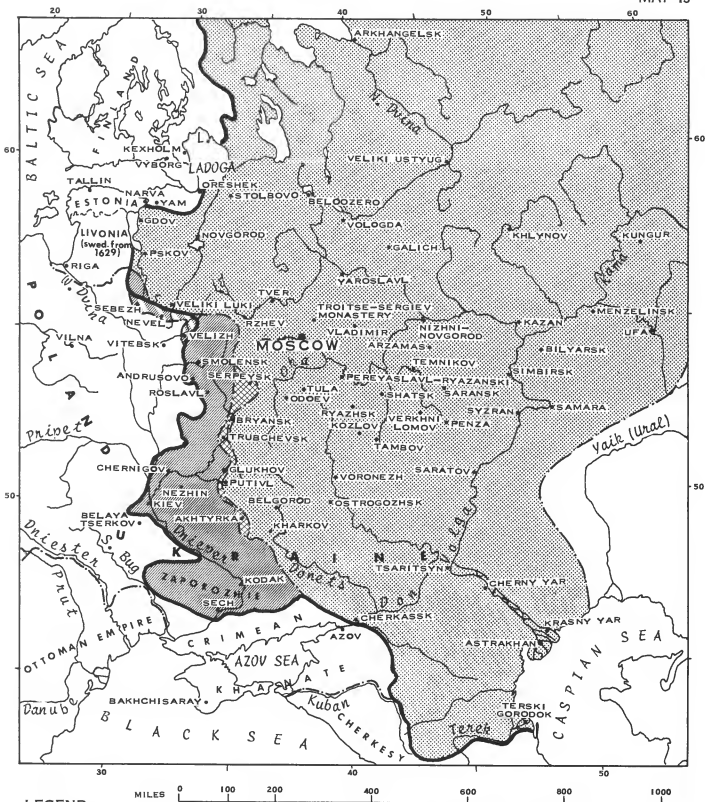 MAP 13
20
30
40
50
60
ARKHANGELSK
BALTIC SEA
FINLAND
N. Dvina
60
60
KEXHOLM
L.
VYBORG
LADOGA
VELIKI USTYUG
TALLIN
ORESHEK
NARVA
STOLBOVO
BELOOZERO
ESTONIA
YAM
GDOV
VOLOGDA
KHLYNOV
KUNGUR
LIVONIA
(swed. from
1629)
NOVGOROD
GALICH
PSKOV
Kama
RIGA
YAROSLAVL
TVER
W. Dvina
SEBEZH
VELIKI LUKI
TROITSE-SERGIEV
MONASTERY
MENZELINSK
NEVEL
RZHEV
VLADIMIR
NIZHNI-
NOVGOROD
KAZAN
UFA
POLAND
VELIZH
MOSCOW
ARZAMAS
VILNA
VITEBSK
Oka
BILYARSK
SMOLENSK
TEMNIKOV
SERPEYSK
PEREYASLAVL-RYAZANSKI
SIMBIRSK
ANDRUSOVO
TULA
SHATSK
SARANSK
ROSLAVL
ODOEV
RYAZHSK
VERKHNI
LOMOV
SYZRAN
SAMARA
BRYANSK
KOZLOV
PENZA
Pripet
TRUBCHEVSK
TAMBOV
Yaik (Ural)
CHERNIGOV
GLUKHOV
SARATOV
50
PUTIVL
VORONEZH
50
NEZHIN
BELGOROD
OSTROGOZHSK
KIEV
BELAYA
TSERKOV
AKHTYRKA
KHARKOV
Volga
UKRAINE
Dnieper
Dniester
S. Bug
Donets
TSARITSYN
Prut
ZAPOROZHIE
KODAK
CHERNY YAR
Don
SECH
CHERKASSK
KRASNY YAR
OTTOMAN EMPIRE
CRIMEAN
AZOV
ASTRAKHAN
AZOV SEA
CASPIAN SEA
KHANATE
BAKHCHISARAY
Kuban
TERSKI
GORODOK
Danube
CHERKESY
Terek
BLACK SEA
30
40
50
LEGEND
MILES
0
100
200
400
600
800
1000